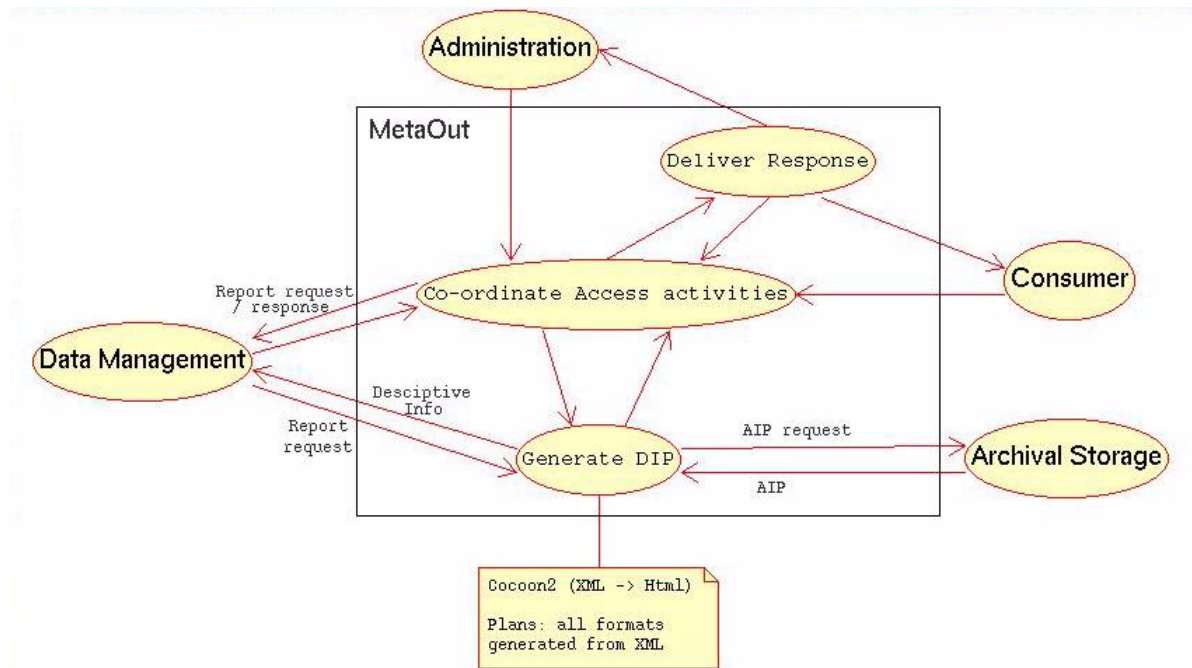 Administration
MetaOut
Deliver Response
Consumer
Co-ordinate Access activities
Report request
/ response
Data Management
Desciptive
Info
Report
request
AIP request
Generate DIP
Archival Storage
AIP
Cocoon2 (XML -> Html)
Plans: all formats
generated from XML